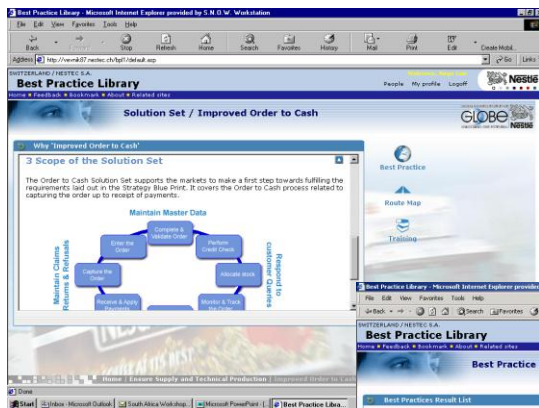 Best Practice Library - Microsoft Internet Explorer provided by S.N.O.W. Workstation
File Edit View Favorites Tools Help
Back Stop Refresh Home Search Favorites History Mail Print Edit Create Mobil...
Address Go Links
SWITZERLAND / NESTEC S.A.
Best Practice Library
People My profile Logoff
Nestlé
Home Feedback Bookmark About Related sites
Solution Set / Improved Order to Cash
GLOBE
Nestlé
Why 'Improved Order to Cash'
3 Scope of the Solution Set
The Order to Cash Solution Set supports the markets to make a first step towards fulfilling the
requirements laid out in the Strategy Blue Print. It covers the Order to Cash process related to
capturing the order up to receipt of payments.
Maintain Master Data
Complete &
Validate Order
Enter the
Order
Perform
Credit Check
Capture the
Order
Allocate stock
Receive & Apply
Payments
Monitor & Track
the Order
Maintain Claims
Returns & Refusals
Respond to
customer Queries
Best Practice
Route Map
Training
Home | Ensure Supply and Technical Production | Improved Order to Cash
Done
Start Inbox - Microsoft Outlook South Africa Workshop... Microsoft PowerPoint - [... Best Practice Libra...
Best Practice Library - Microsoft Internet Explorer provided
File Edit View Favorites Tools Help
Back Search Favorites
SWITZERLAND / NESTEC S.A.
Best Practice Library
Home Feedback Bookmark About Related sites
Best Practice
Best Practices Result List